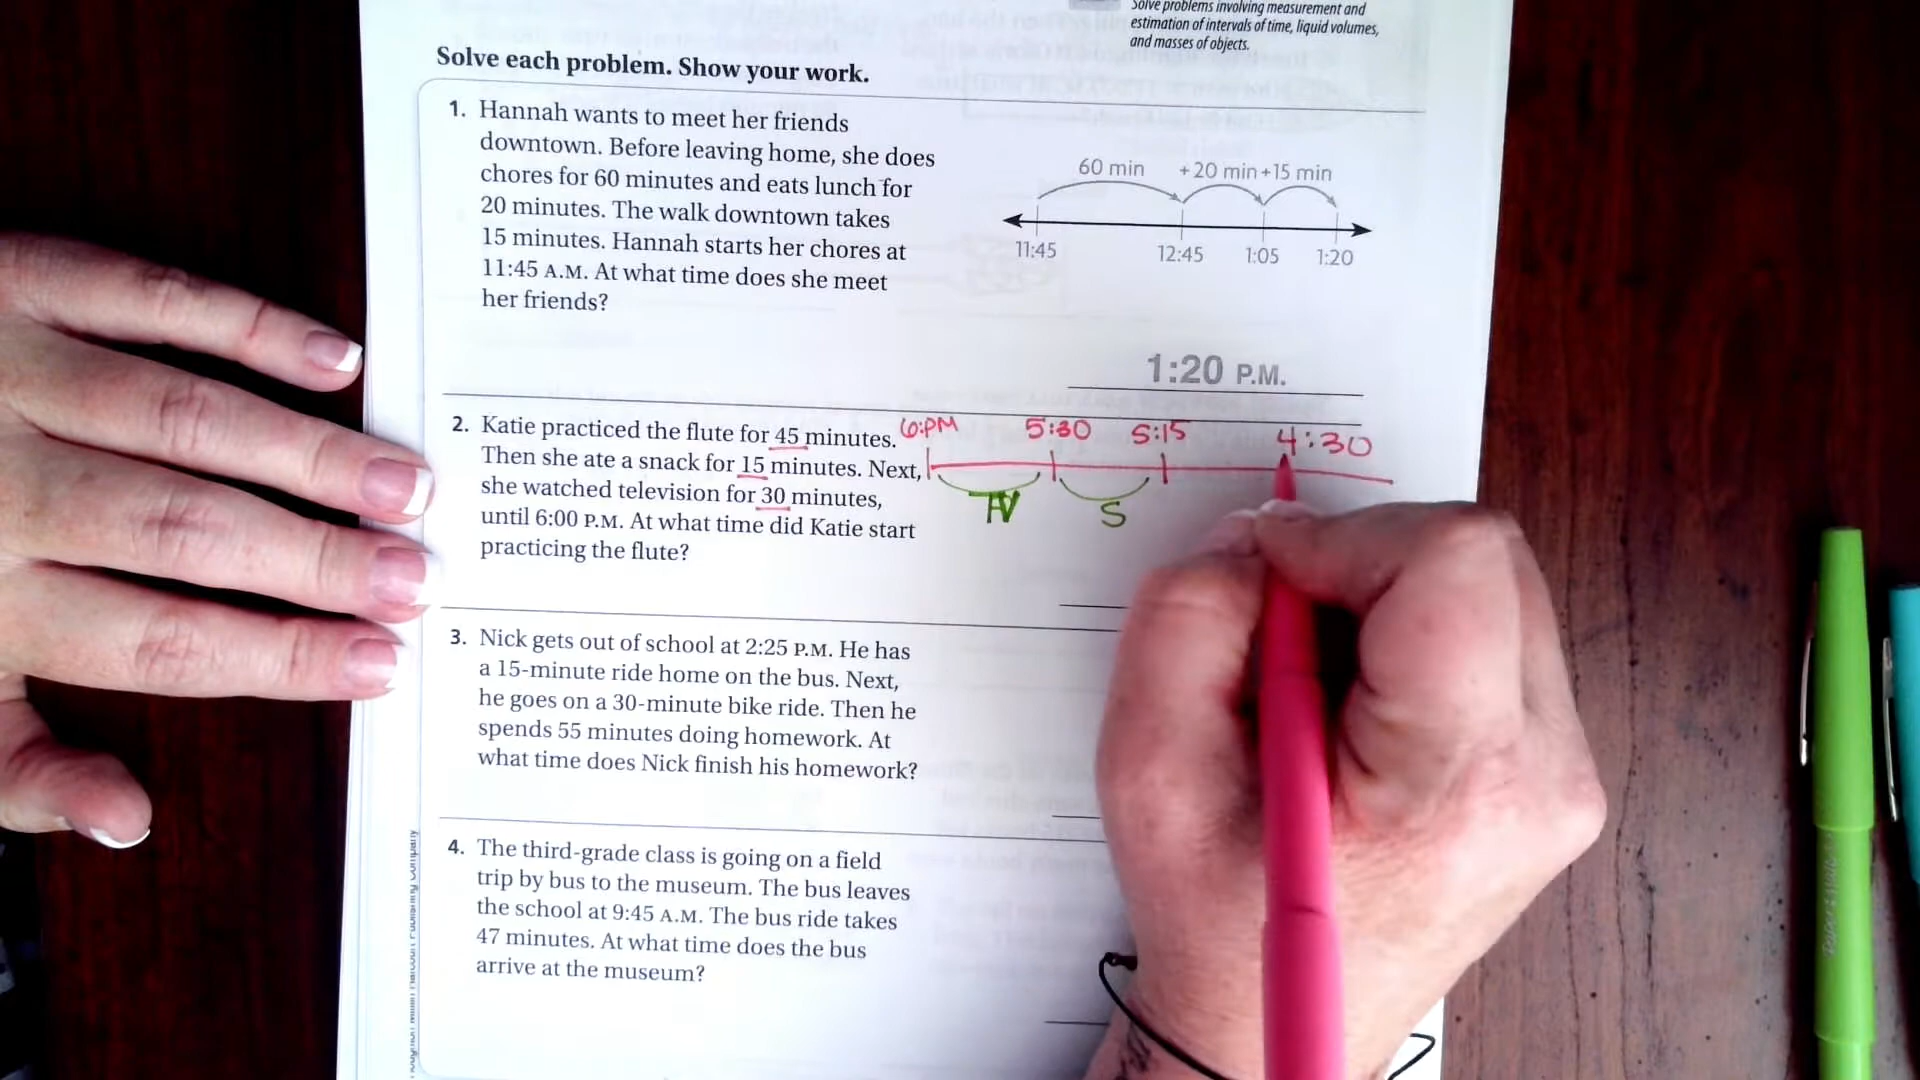 Solve problems involving measurement and
estimation of intervals of time, liquid volumes,
and masses of objects.
Solve each problem. Show your work.
1. Hannah wants to meet her friends
downtown. Before leaving home, she does
chores for 60 minutes and eats lunch for
20 minutes. The walk downtown takes
15 minutes. Hannah starts her chores at
11:45 A.M. At what time does she meet
her friends?
60 min +20 min +15 min
11:45 12:45 1:05 1:20
1:20 P.M.
2. Katie practiced the flute for 45 minutes.
Then she ate a snack for 15 minutes. Next,
she watched television for 30 minutes,
until 6:00 P.M. At what time did Katie start
practicing the flute?
6:PM 5:30 5:15 4:30
TV S
3. Nick gets out of school at 2:25 P.M. He has
a 15-minute ride home on the bus. Next,
he goes on a 30-minute bike ride. Then he
spends 55 minutes doing homework. At
what time does Nick finish his homework?
4. The third-grade class is going on a field
trip by bus to the museum. The bus leaves
the school at 9:45 A.M. The bus ride takes
47 minutes. At what time does the bus
arrive at the museum?